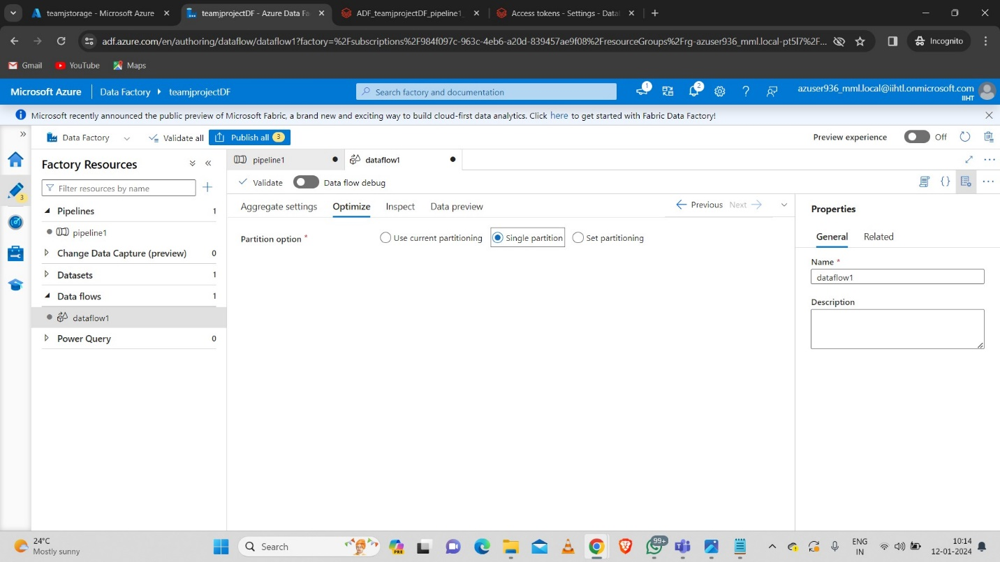 teamjstorage - Microsoft Azure
teamjprojectDF - Azure Data Fa
ADF_teamjprojectDF_pipeline1_
Access tokens - Settings - Data
adf.azure.com/en/authoring/dataflow/dataflow1?factory=%2Fsubscriptions%2F984f097c-963c-4eb6-a20d-839457ae9f08%2FresourceGroups%2Frg-azuser936_mml.local-pt5l7%2F...
Incognito
Gmail
YouTube
Maps
Microsoft Azure
Data Factory
teamjprojectDF
Search factory and documentation
1
2
azuser936_mml.local@iihtl.onmicrosoft.com
IIHT
Microsoft recently announced the public preview of Microsoft Fabric, a brand new and exciting way to build cloud-first data analytics. Click here to get started with Fabric Data Factory!
Data Factory
Validate all
Publish all 3
Preview experience
Off
Factory Resources
pipeline1
dataflow1
Filter resources by name
Validate
Data flow debug
3
Pipelines 1
pipeline1
Change Data Capture (preview) 0
Datasets 1
Data flows 1
dataflow1
Power Query 0
Aggregate settings
Optimize
Inspect
Data preview
Previous
Next
Partition option *
Use current partitioning
Single partition
Set partitioning
Properties
General
Related
Name *
dataflow1
Description
24°C
Mostly sunny
Search
PRE
99+
ENG
IN
10:14
12-01-2024